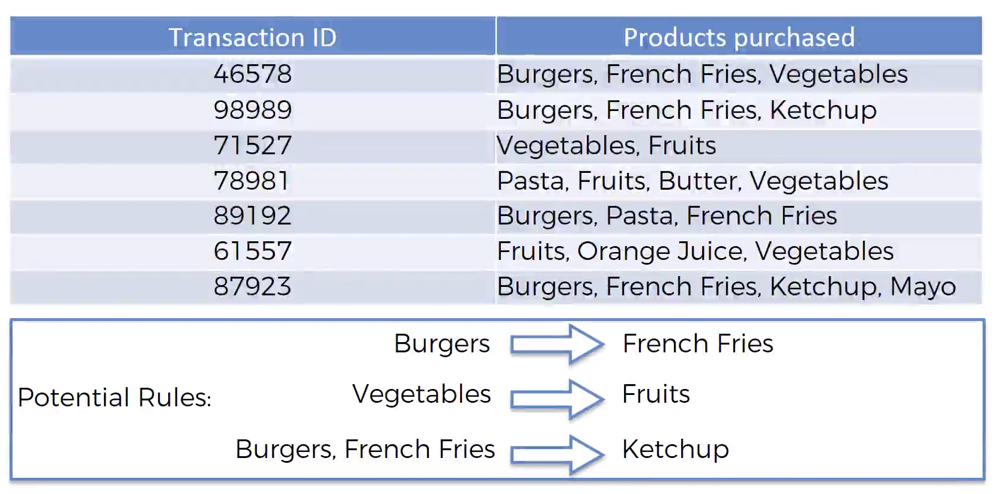 Transaction ID Products purchased
46578 Burgers, French Fries, Vegetables
98989 Burgers, French Fries, Ketchup
71527 Vegetables, Fruits
78981 Pasta, Fruits, Butter, Vegetables
89192 Burgers, Pasta, French Fries
61557 Fruits, Orange Juice, Vegetables
87923 Burgers, French Fries, Ketchup, Mayo
Burgers French Fries
Potential Rules: Vegetables Fruits
Burgers, French Fries Ketchup